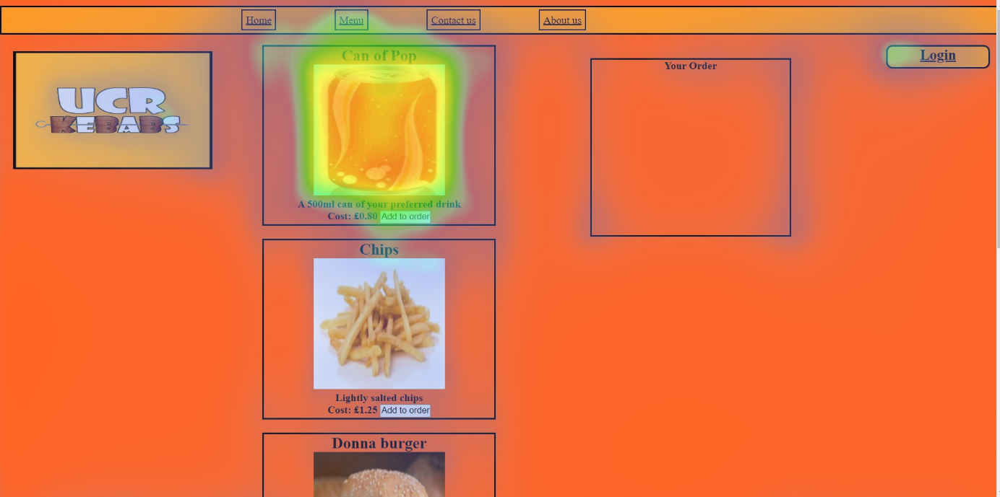 Home Menu Contact us About us
UCR
KEBABS
Can of Pop
A 500ml can of your preferred drink
Cost: £0.80 Add to order
Chips
Lightly salted chips
Cost: £1.25 Add to order
Donna burger
Your Order
Login